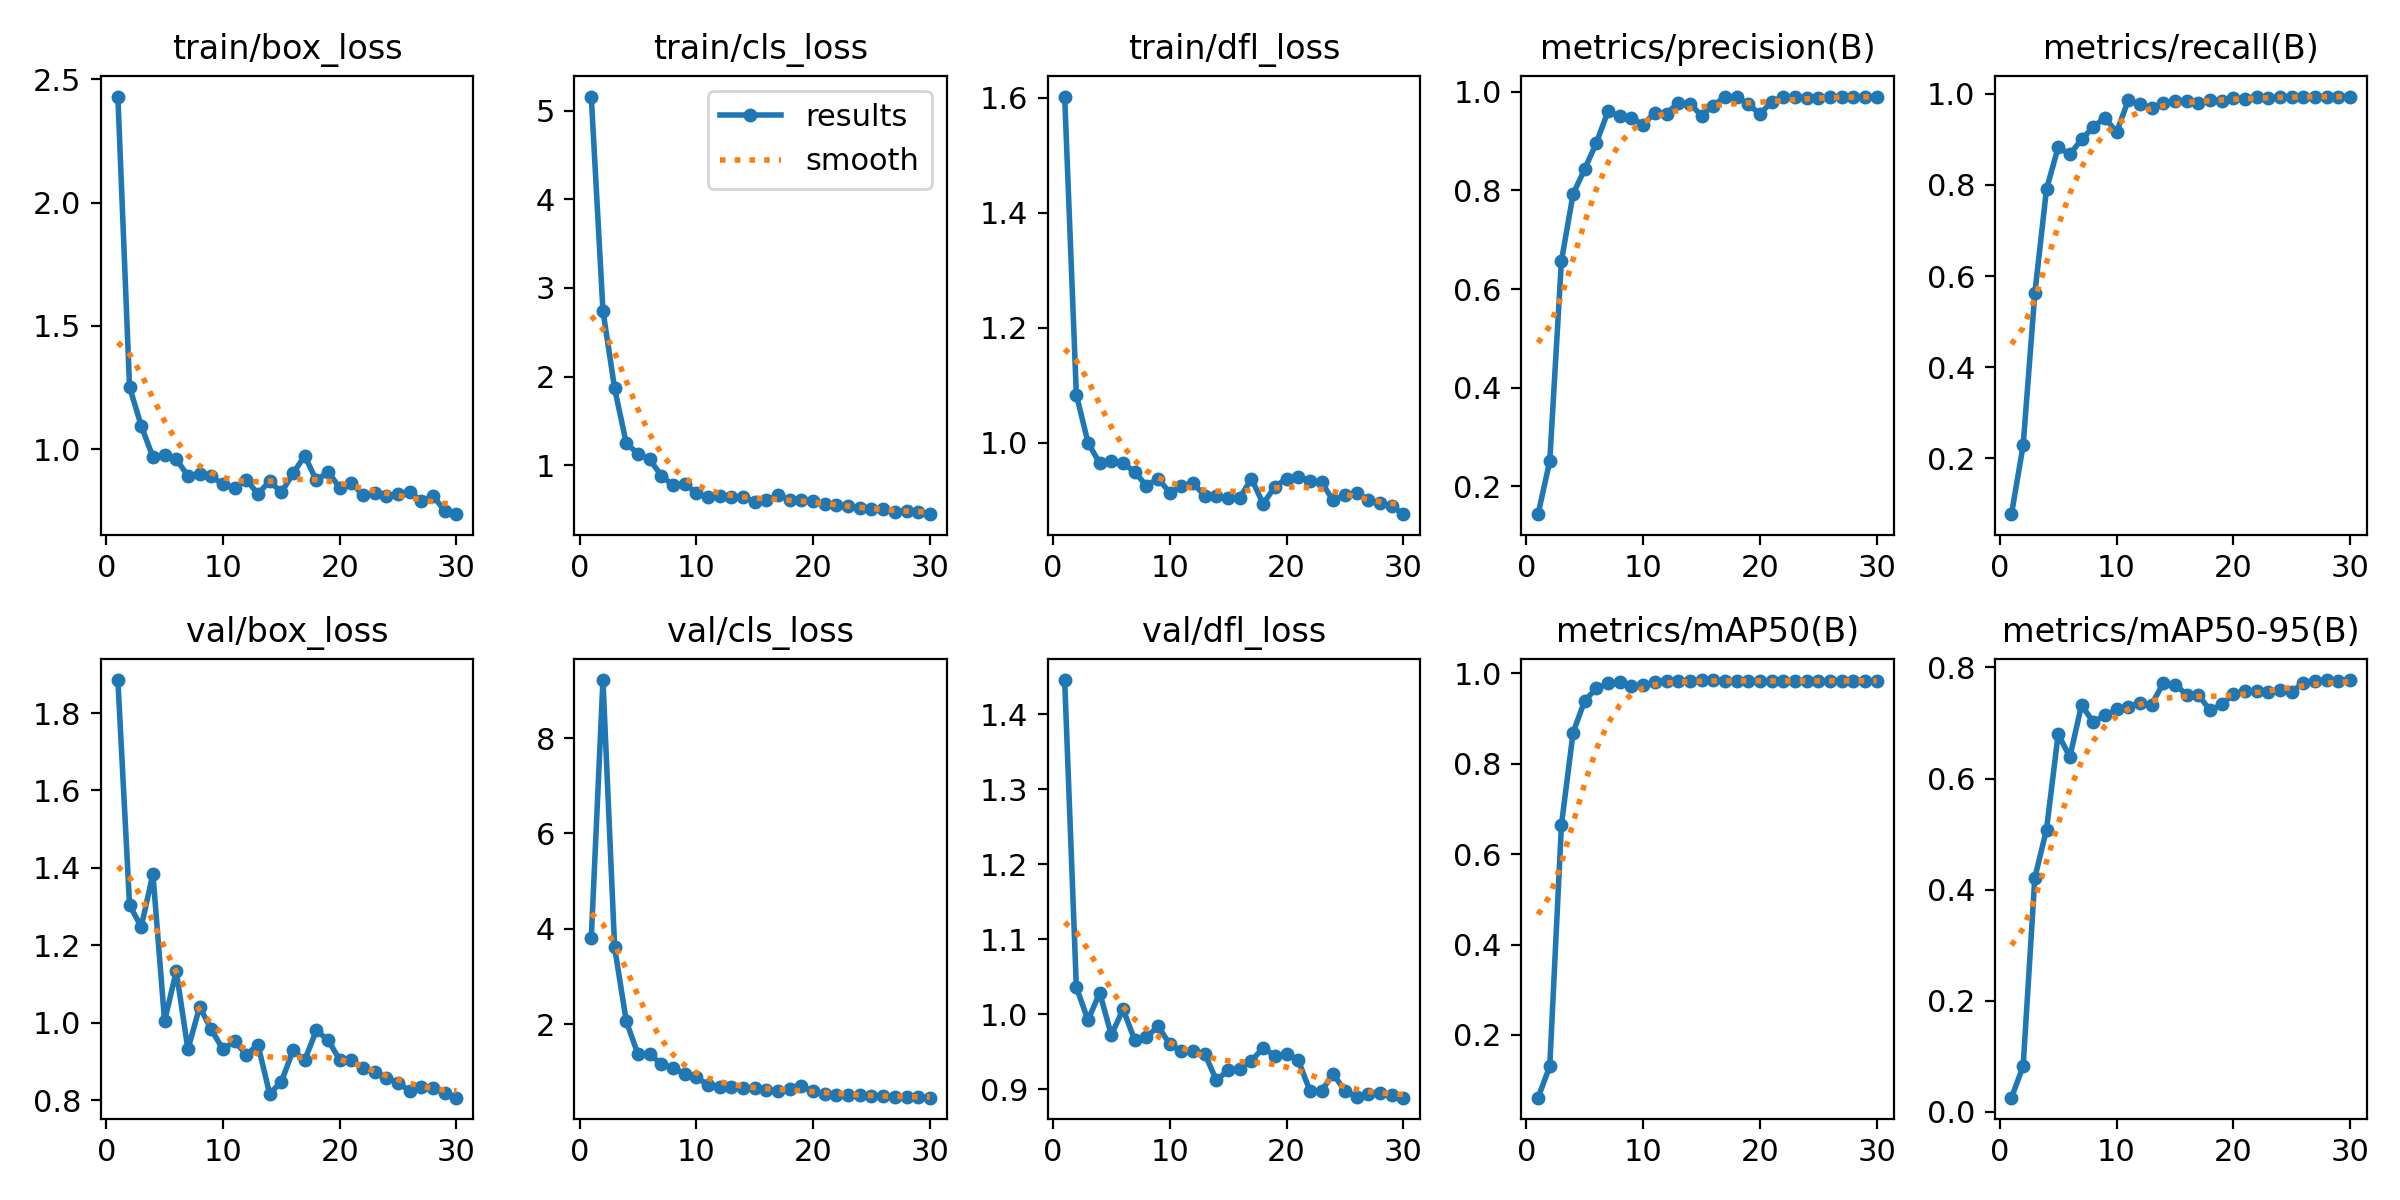 train/box_loss
train/cls_loss
train/dfl_loss
metrics/precision(B)
metrics/recall(B)
2.5
2.0
1.5
1.0
0 10 20 30
results
smooth
5
4
3
2
1
0 10 20 30
1.6
1.4
1.2
1.0
0 10 20 30
1.0
0.8
0.6
0.4
0.2
0 10 20 30
1.0
0.8
0.6
0.4
0.2
0 10 20 30
val/box_loss
val/cls_loss
val/dfl_loss
metrics/mAP50(B)
metrics/mAP50-95(B)
1.8
1.6
1.4
1.2
1.0
0.8
0 10 20 30
8
6
4
2
0 10 20 30
1.4
1.3
1.2
1.1
1.0
0.9
0 10 20 30
1.0
0.8
0.6
0.4
0.2
0 10 20 30
0.8
0.6
0.4
0.2
0.0
0 10 20 30